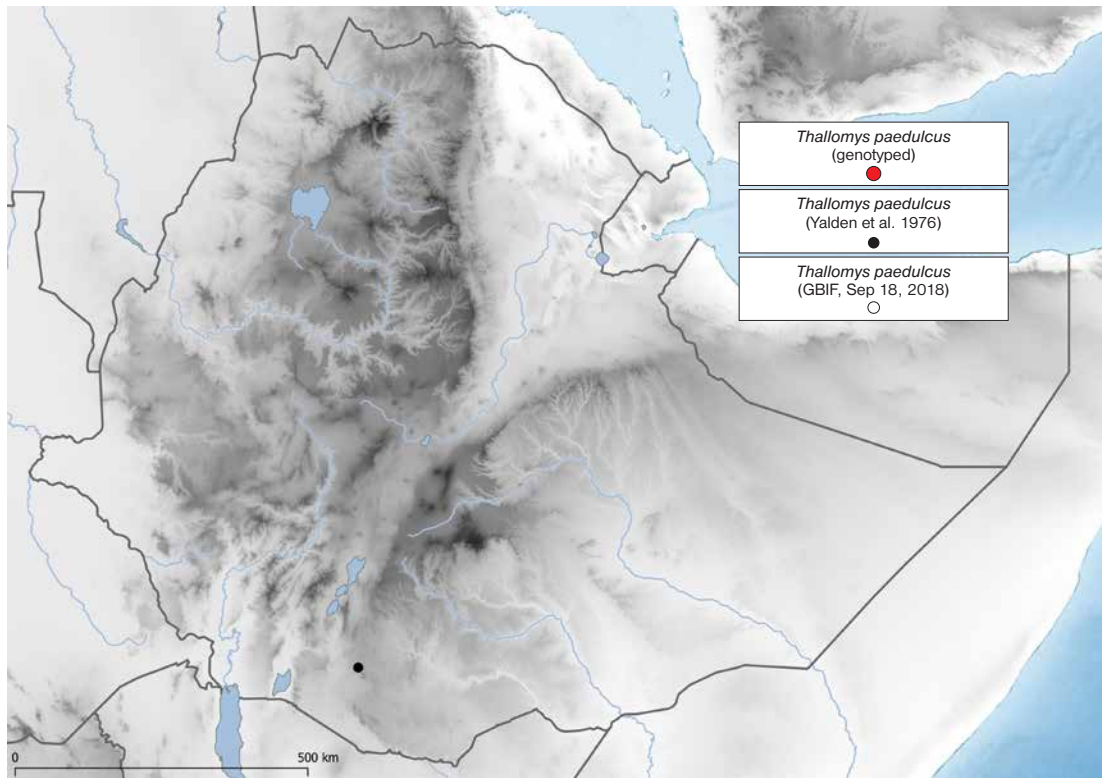 Thallomys paedulcus
(genotyped)
Thallomys paedulcus
(Yalden et al. 1976)
Thallomys paedulcus
(GBIF, Sep 18, 2018)
0 500 km